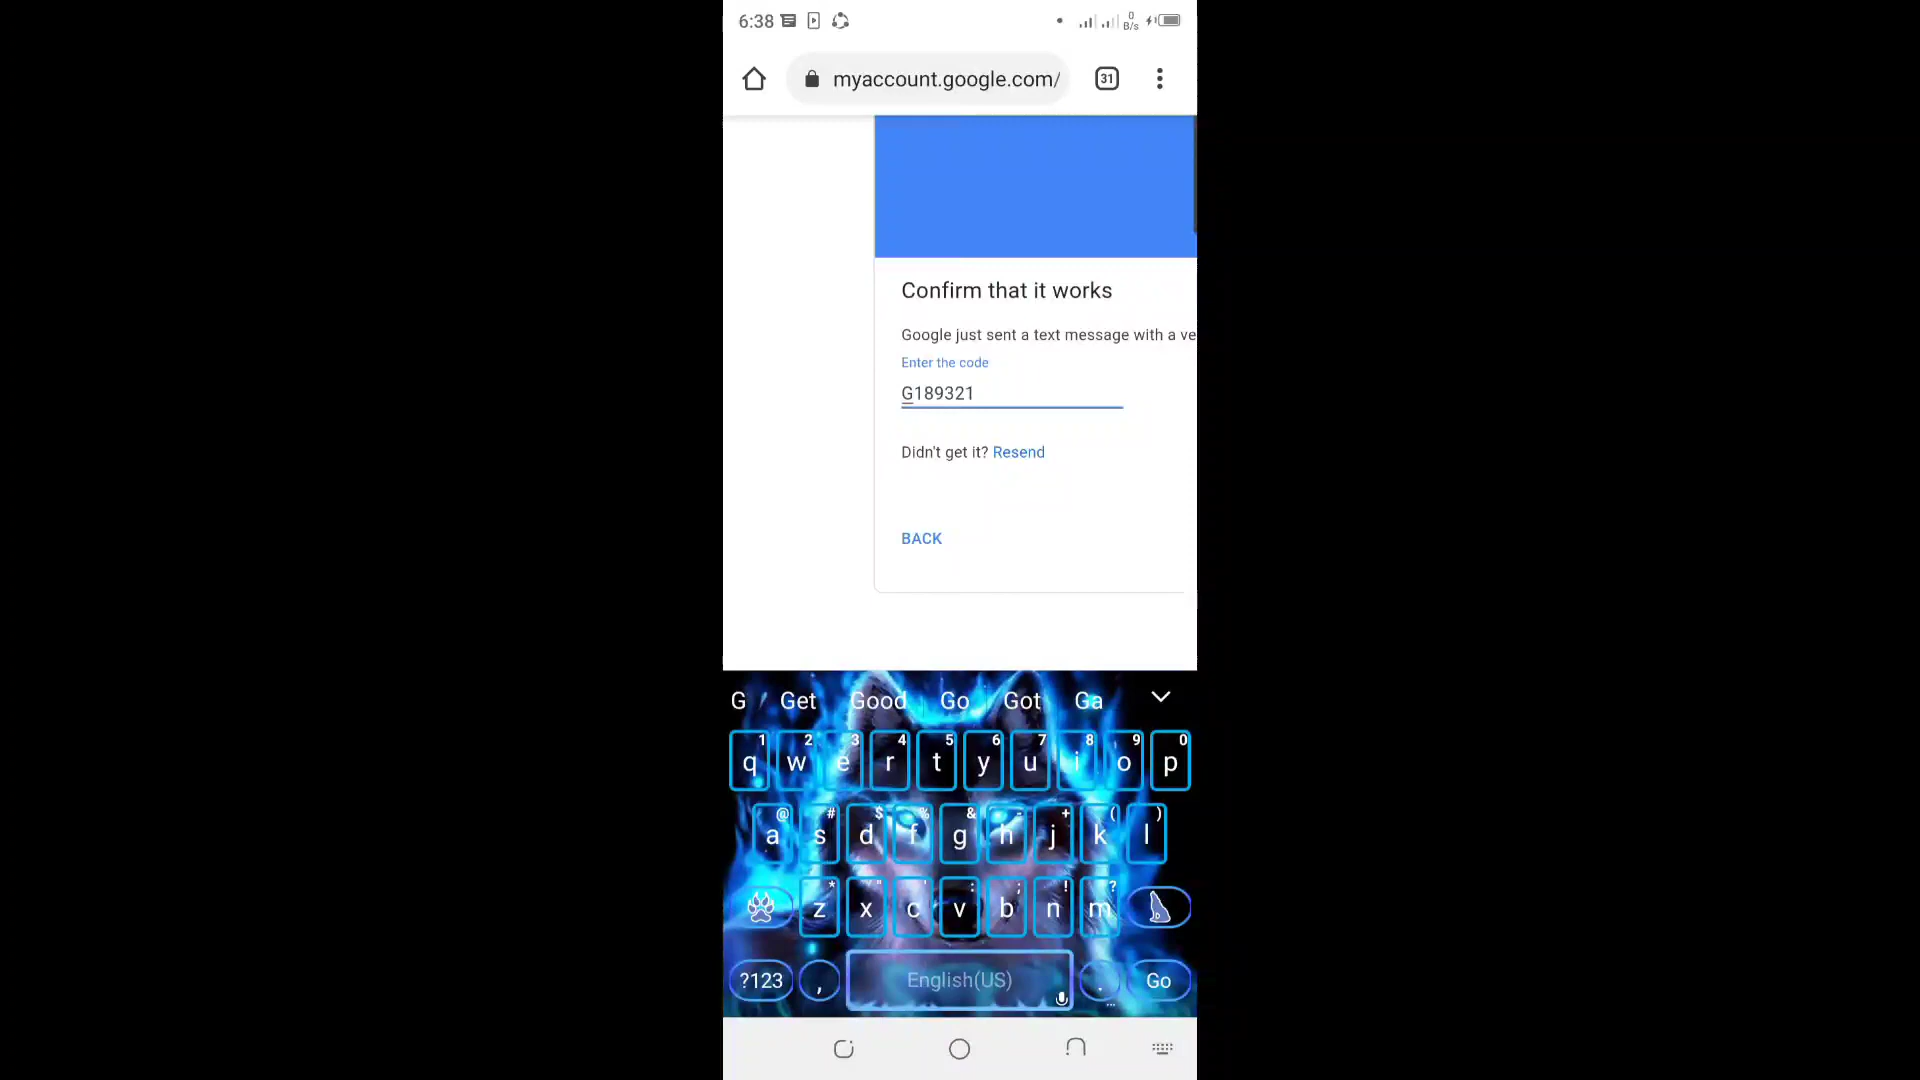 6:38
0
B/s
myaccount.google.com/
31
Confirm that it works
Google just sent a text message with a ve
Enter the code
G189321
Didn't get it? Resend
BACK
G Get Good Go Got Ga
1 2 3 4 5 6 7 8 9 0
q w e r t y u i o p
@ # $ % & - + ( )
a s d f g h j k l
* " ' : ; ! ?
z x c v b n m
?123 , English(US) . Go